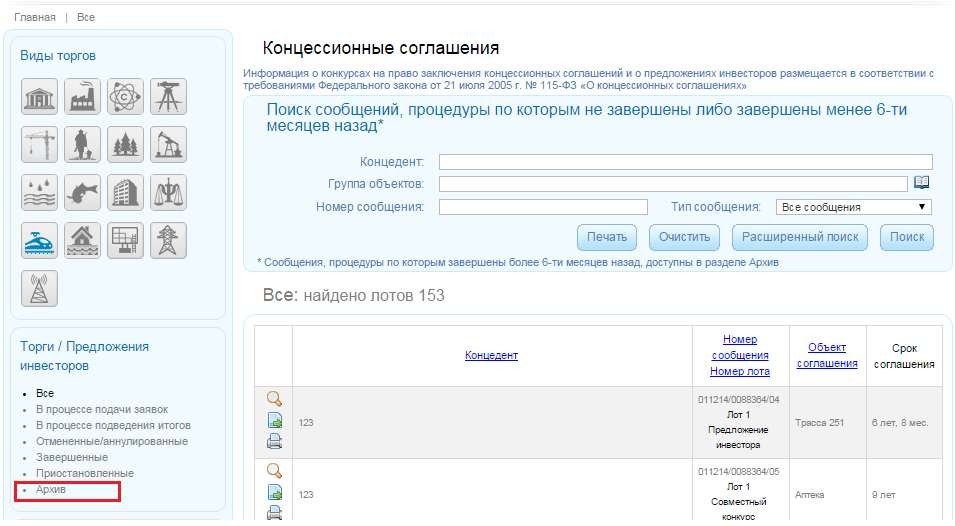 Главная | Все
Виды торгов
Торги / Предложения
инвесторов
Все
В процессе подачи заявок
В процессе подведения итогов
Отмененные/аннулированные
Завершенные
Приостановленные
Архив
Концессионные соглашения
Информация о конкурсах на право заключения концессионных соглашений и о предложениях инвесторов размещается в соответствии с
требованиями Федерального закона от 21 июля 2005 г. № 115-ФЗ «О концессионных соглашениях»
Поиск сообщений, процедуры по которым не завершены либо завершены менее 6-ти
месяцев назад*
Концедент:
Группа объектов:
Номер сообщения: Тип сообщения: Все сообщения
Печать Очистить Расширенный поиск Поиск
* Сообщения, процедуры по которым завершены более 6-ти месяцев назад, доступны в разделе Архив
Все: найдено лотов 153
Концедент
Номер
сообщения
Номер лота
Объект
соглашения
Срок
соглашения
123
011214/0088364/04
Лот 1
Предложение
инвестора
Трасса 251
6 лет, 8 мес.
123
011214/0088364/05
Лот 1
Совместный
конкурс
Аптека
9 лет